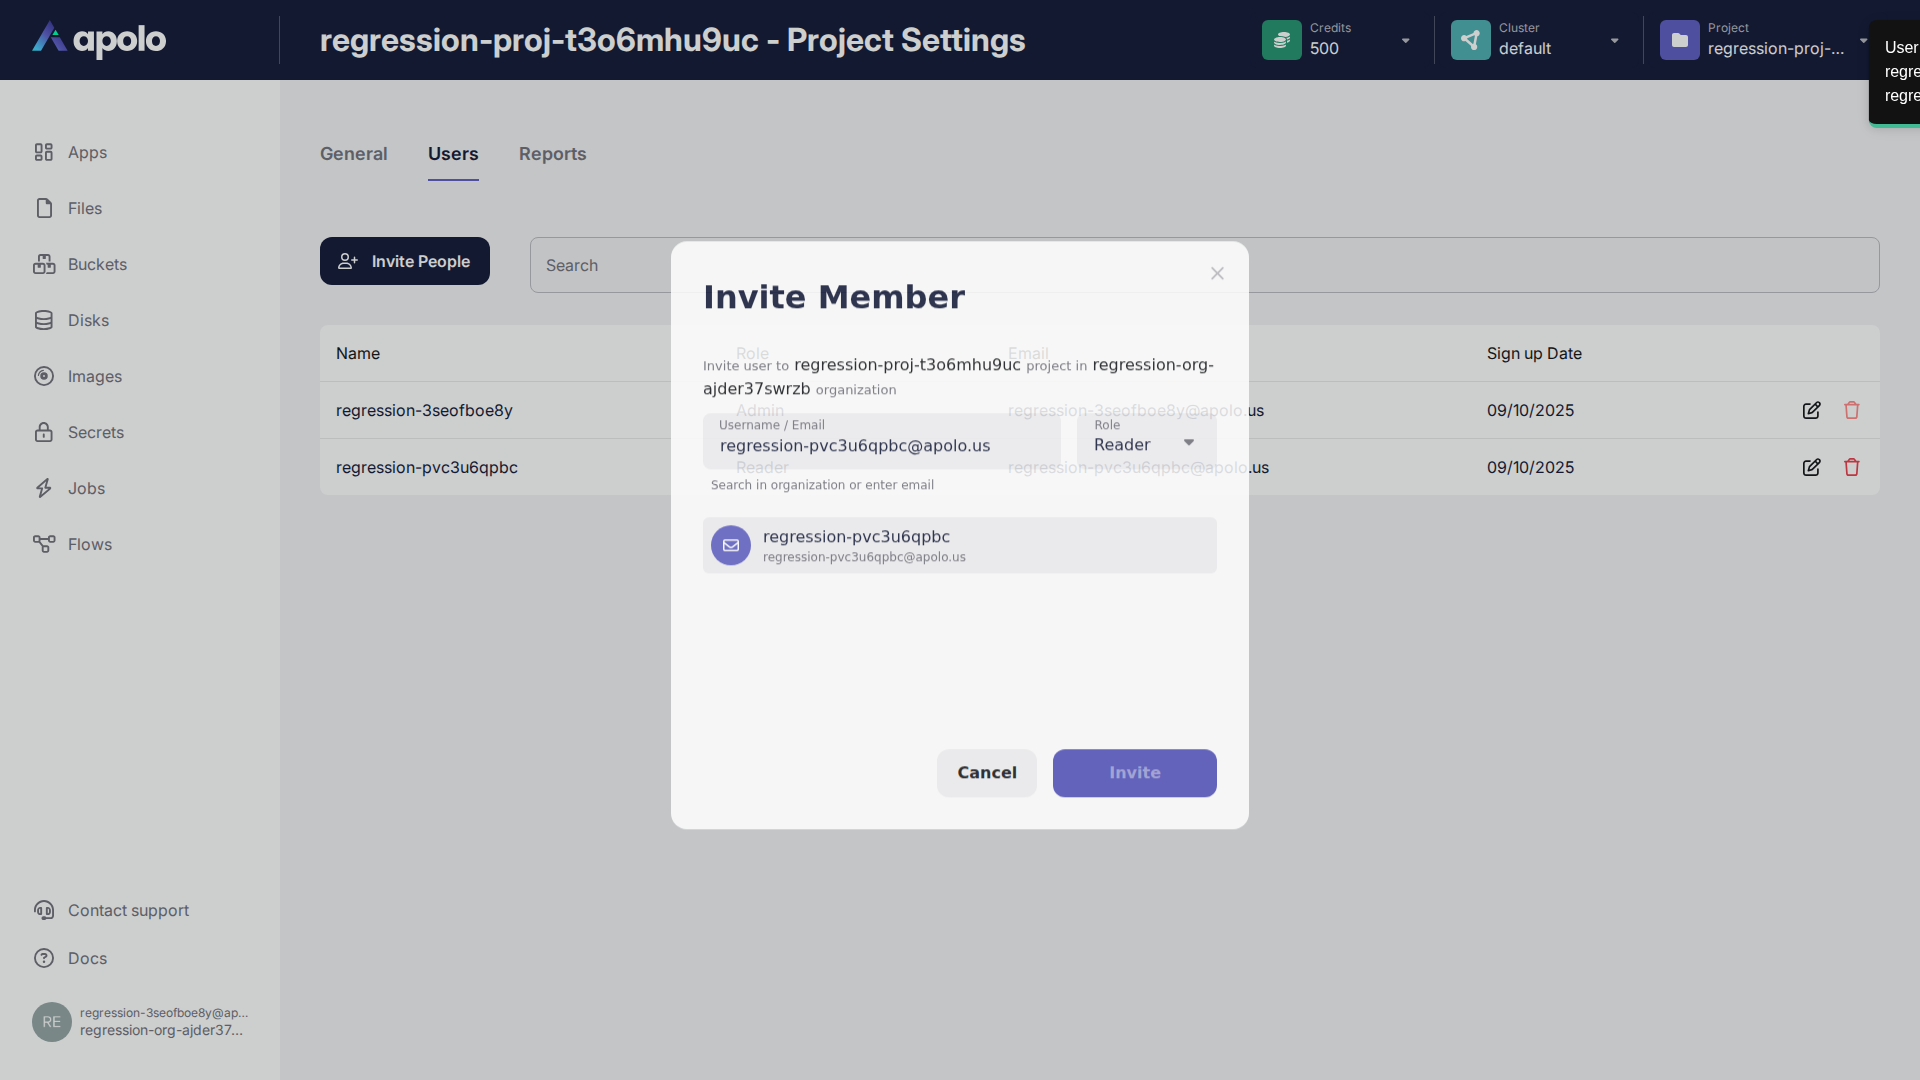 apolo
regression-proj-t3o6mhu9uc - Project Settings
Credits
500
Cluster
default
Project
regression-proj-...
User
regre
regre
Apps
Files
Buckets
Disks
Images
Secrets
Jobs
Flows
Contact support
Docs
RE
regression-3seofboe8y@ap...
regression-org-ajder37...
General
Users
Reports
Invite People
Search
Name
Role
Email
Sign up Date
regression-3seofboe8y
Admin
regression-3seofboe8y@apolo.us
09/10/2025
regression-pvc3u6qpbc
Reader
regression-pvc3u6qpbc@apolo.us
09/10/2025
Invite Member
Invite user to regression-proj-t3o6mhu9uc project in regression-org-
ajder37swrzb organization
Username / Email
regression-pvc3u6qpbc@apolo.us
Role
Reader
Search in organization or enter email
regression-pvc3u6qpbc
regression-pvc3u6qpbc@apolo.us
Cancel
Invite